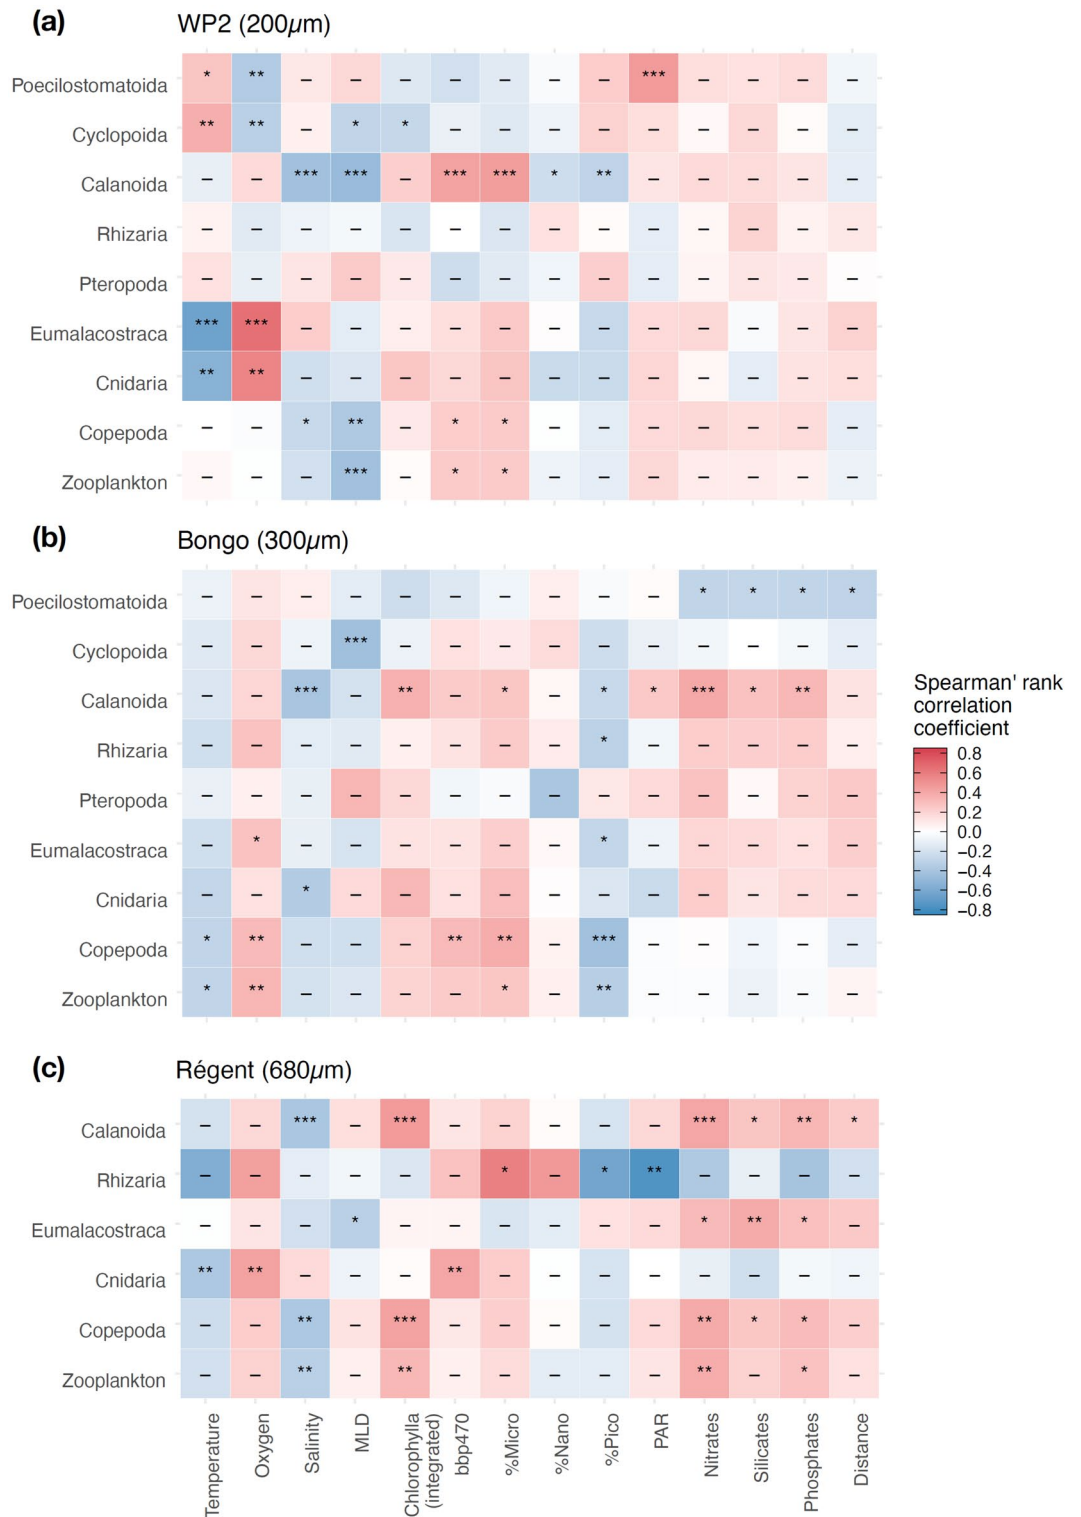 (a) WP2 (200µm)
Poecilostomatoida * ** – – – – – – – *** – – – –
Cyclopoida ** ** – * * – – – – – – – – –
Calanoida – – *** *** – *** *** * ** – – – – –
Rhizaria – – – – – – – – – – – – – –
Pteropoda – – – – – – – – – – – – – –
Eumalacostraca *** *** – – – – – – – – – – – –
Cnidaria ** ** – – – – – – – – – – – –
Copepoda – – * ** – * * – – – – – – –
Zooplankton – – – *** – * * – – – – – – –
(b) Bongo (300µm)
Poecilostomatoida – – – – – – – – – – * * * *
Cyclopoida – – – *** – – – – – – – – – –
Calanoida – – *** – ** – * – * * *** * ** –
Rhizaria – – – – – – – – * – – – – –
Pteropoda – – – – – – – – – – – – – –
Eumalacostraca – * – – – – – – * – – – – –
Cnidaria – – * – – – – – – – – – – –
Copepoda * ** – – – ** ** – *** – – – – –
Zooplankton * ** – – – – * – ** – – – – –
Spearman' rank
correlation
coefficient
0.8
0.6
0.4
0.2
0.0
−0.2
−0.4
−0.6
−0.8
(c) Régent (680µm)
Calanoida – – *** – *** – – – – – *** * ** *
Rhizaria – – – – – – * – * ** – – – –
Eumalacostraca – – – * – – – – – – * ** * –
Cnidaria ** ** – – – ** – – – – – – – –
Copepoda – – ** – *** – – – – – ** * * –
Zooplankton – – ** – ** – – – – – ** – * –
Temperature
Oxygen
Salinity
MLD
Chlorophylla
(integrated)
bbp470
%Micro
%Nano
%Pico
PAR
Nitrates
Silicates
Phosphates
Distance